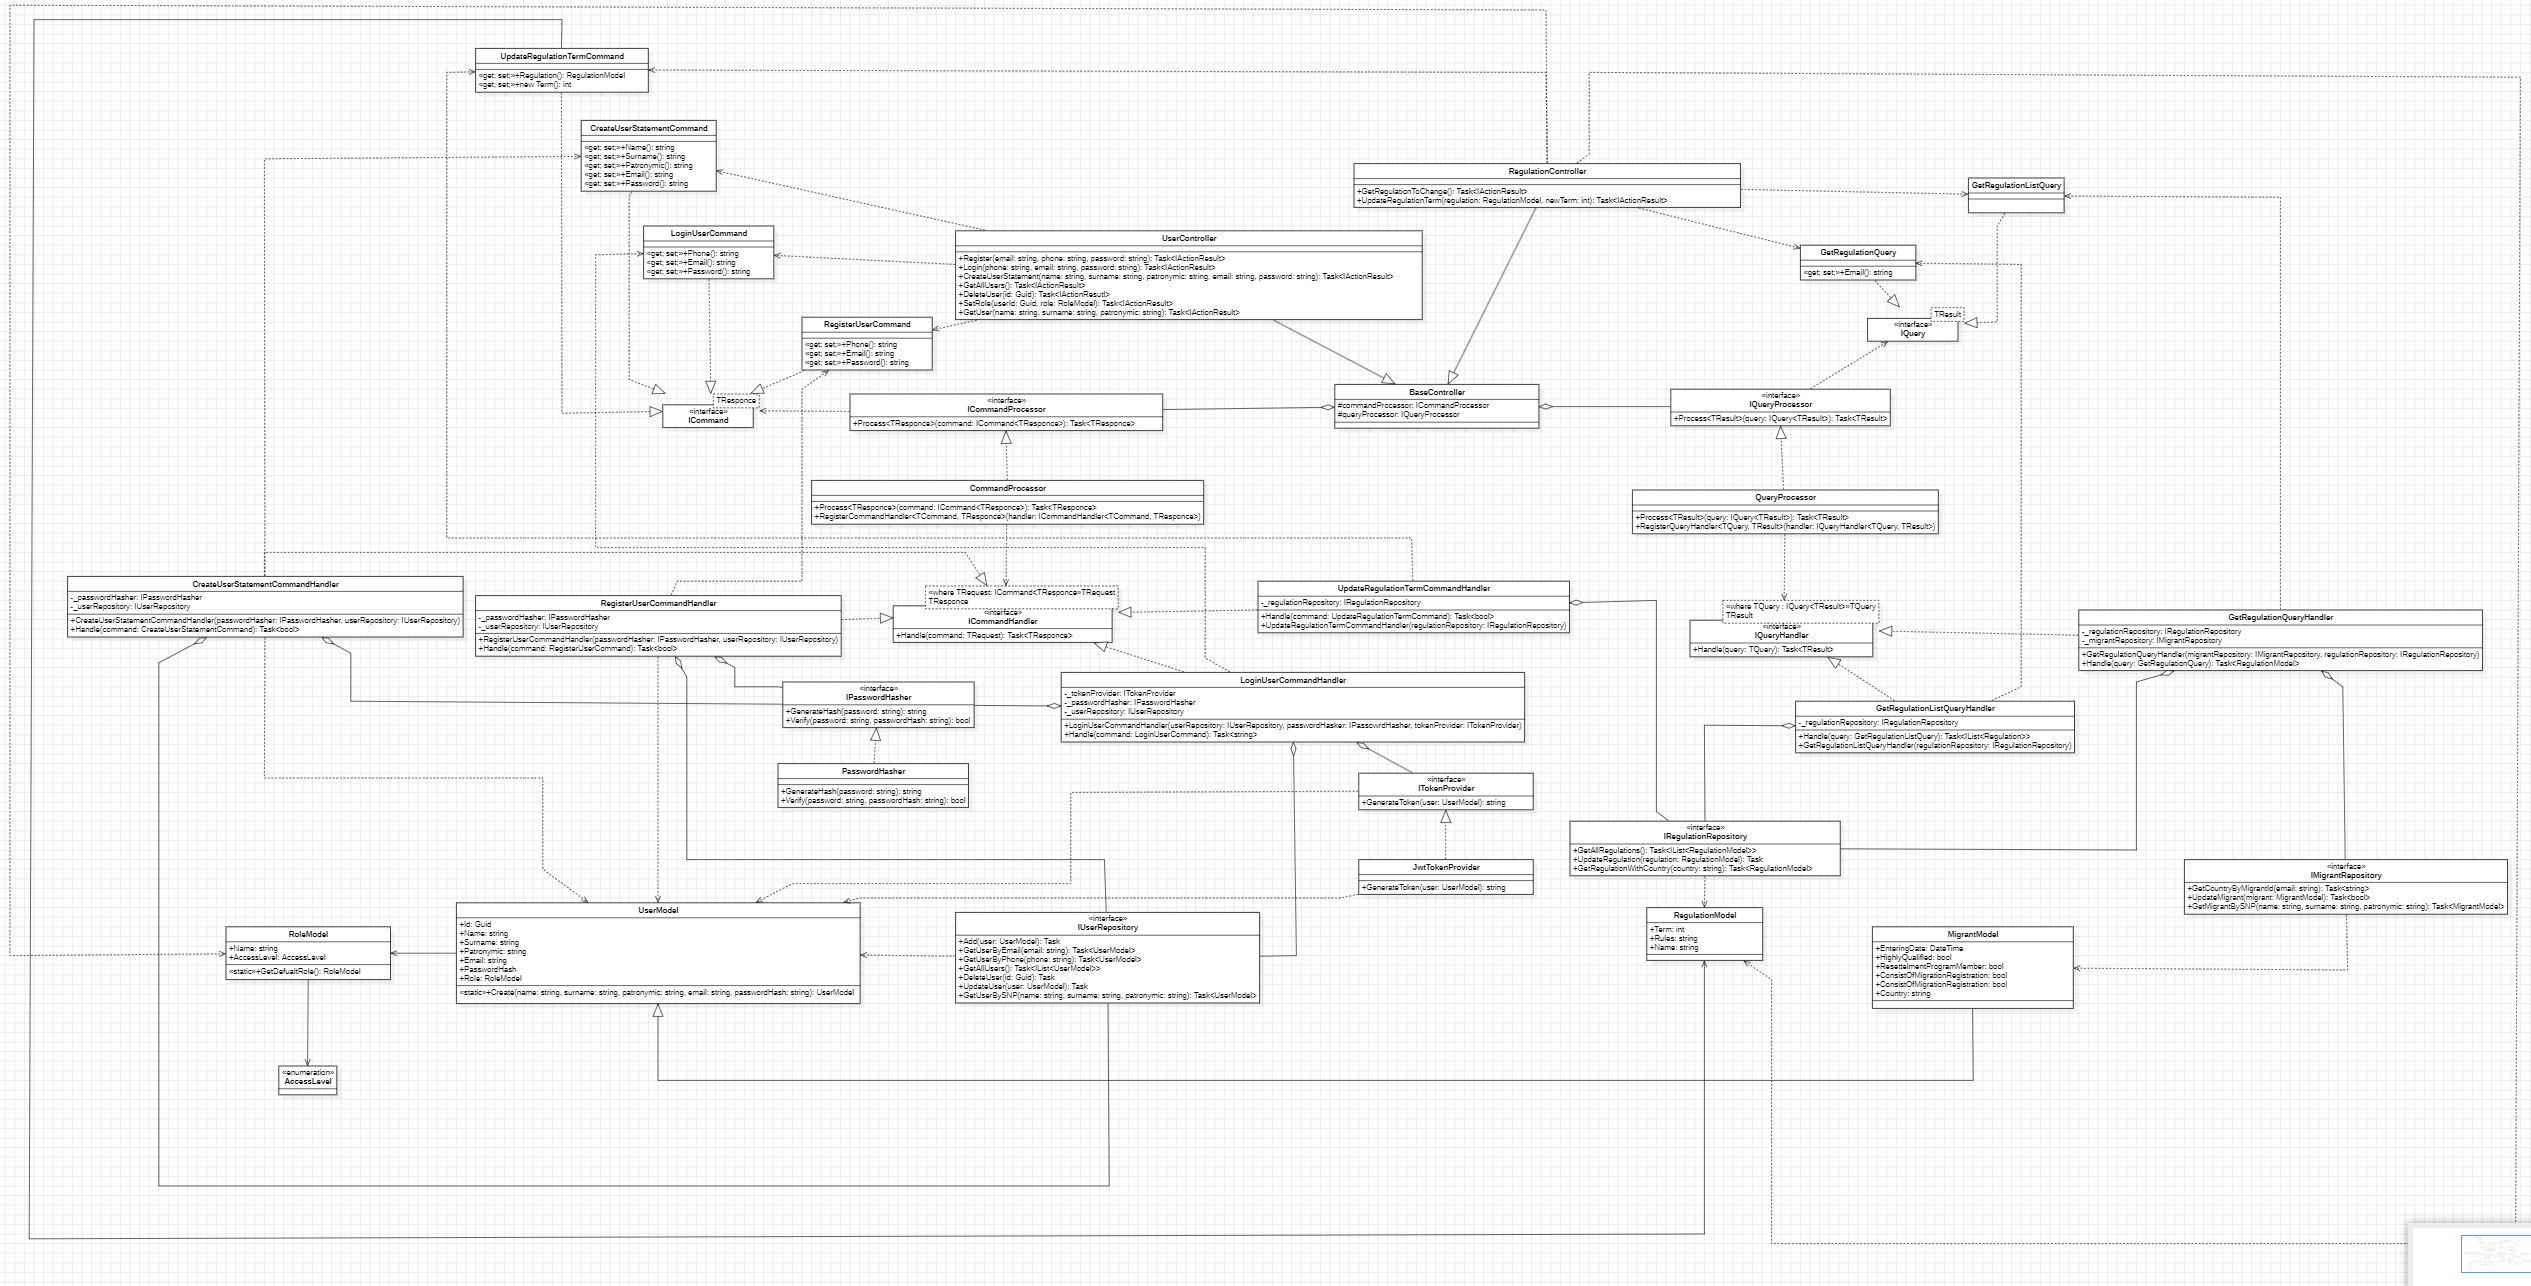 UpdateRegulationTermCommand
«get; set;»+Regulation(): RegulationModel
«get; set;»+new Term(): int
CreateUserStatementCommand
«get; set;»+Name(): string
«get; set;»+Surname(): string
«get; set;»+Patronymic(): string
«get; set;»+Email(): string
«get; set;»+Password(): string
RegulationController
+GetRegulationToChange(): Task<IActionResult>
+UpdateRegulationTerm(regulation: RegulationModel, newTerm: int): Task<IActionResult>
GetRegulationListQuery
LoginUserCommand
«get; set;»+Phone(): string
«get; set;»+Email(): string
«get; set;»+Password(): string
UserController
+Register(email: string, phone: string, password: string): Task<IActionResult>
+Login(phone: string, email: string, password: string): Task<IActionResult>
+CreateUserStatement(name: string, surname: string, patronymic: string, email: string, password: string): Task<IActionResult>
+GetAllUsers(): Task<IActionResult>
+DeleteUser(id: Guid): Task<IActionResutl>
+SetRole(userId: Guid, role: RoleModel): Task<IActionResult>
+GetUser(name: string, surname: string, patronymic: string): Task<IActionResult>
GetRegulationQuery
«get; set;»+Email(): string
TResult
«interface»
IQuery
RegisterUserCommand
«get; set;»+Phone(): string
«get; set;»+Email(): string
«get; set;»+Password(): string
TResponce
«interface»
ICommand
«interface»
ICommandProcessor
+Process<TResponce>(command: ICommand<TResponce>): Task<TResponce>
BaseController
#commandProcessor: ICommandProcessor
#queryProcessor: IQueryProcessor
«interface»
IQueryProcessor
+Process<TResult>(query: IQuery<TResult>): Task<TResult>
CommandProcessor
+Process<TResponce>(command: ICommand<TResponce>): Task<TResponce>
+RegisterCommandHandler<TCommand, TResponce>(handler: ICommandHandler<TCommand, TResponce>)
QueryProcessor
+Process<TResult>(query: IQuery<TResult>): Task<TResult>
+RegisterQueryHandler<TQuery, TResult>(handler: IQueryHandler<TQuery, TResult>)
CreateUserStatementCommandHandler
-_passwordHasher: IPasswordHasher
-_userRepository: IUserRepository
+CreateUserStatementCommandHandler(passwordHasher: IPasswordHasher, userRepository: IUserRepository)
+Handle(command: CreateUserStatementCommand): Task<bool>
RegisterUserCommandHandler
-_passwordHasher: IPasswordHasher
-_userRepository: IUserRepository
+RegisterUserCommandHandler(passwordHasher: IPasswordHasher, userRepository: IUserRepository)
+Handle(command: RegisterUserCommand): Task<bool>
«where TRequest: ICommand<TResponce»TRequest
TResponce
«interface»
ICommandHandler
+Handle(command: TRequest): Task<TResponce>
UpdateRegulationTermCommandHandler
-_regulationRepository: IRegulationRepository
+Handle(command: UpdateRegulationTermCommand): Task<bool>
+UpdateRegulationTermCommandHandler(regulationRepository: IRegulationRepository)
«where TQuery : IQuery<TResult>»TQuery
TResult
«interface»
IQueryHandler
+Handle(query: TQuery): Task<TResult>
GetRegulationQueryHandler
-_regulationRepository: IRegulationRepository
-_migrantRepository: IMigrantRepository
+GetRegulationQueryHandler(migrantRepository: IMigrantRepository, regulationRepository: IRegulationRepository)
+Handle(query: GetRegulationQuery): Task<RegulationModel>
«interface»
IPasswordHasher
+GenerateHash(password: string): string
+Verify(password: string, passwordHash: string): bool
LoginUserCommandHandler
-_tokenProvider: ITokenProvider
-_passwordHasher: IPasswordHasher
-_userRepository: IUserRepository
+LoginUserCommandHandler(userRepository: IUserRepository, passwordHasker: IPasswordHasher, tokenProvider: ITokenProvider)
+Handle(command: LoginUserCommand): Task<string>
GetRegulationListQueryHandler
-_regulationRepository: IRegulationRepository
+Handle(query: GetRegulationListQuery): Task<IList<Regulation>>
+GetRegulationListQueryHandler(regulationRepository: IRegulationRepository)
PasswordHasher
+GenerateHash(password: string): string
+Verify(password: string, passwordHash: string): bool
«interface»
ITokenProvider
+GenerateToken(user: UserModel): string
«interface»
IRegulationRepository
+GetAllRegulations(): Task<IList<RegulationModel>>
+UpdateRegulation(regulation: RegulationModel): Task
+GetRegulationWithCountry(country: string): Task<RegulationModel>
JwtTokenProvider
+GenerateToken(user: UserModel): string
«interface»
IMigrantRepository
+GetCountryByMigrantId(email: string): Task<string>
+UpdateMigrant(migrant: MigrantModel): Task<bool>
+GetMigrantBySNP(name: string, surname: string, patronymic: string): Task<MigrantModel>
RoleModel
+Name: string
+AccessLevel: AccessLevel
«static»+GetDefualtRole(): RoleModel
UserModel
+Id: Guid
+Name: string
+Surname: string
+Patronymic: string
+Email: string
+PasswordHash
+Role: RoleModel
«static»+Create(name: string, surname: string, patronymic: string, email: string, passwordHash: string): UserModel
«interface»
IUserRepository
+Add(user: UserModel): Task
+GetUserByEmail(email: string): Task<UserModel>
+GetUserByPhone(phone: string): Task<UserModel>
+GetAllUsers(): Task<IList<UserModel>>
+DeleteUser(id: Guid): Task
+UpdateUser(user: UserModel): Task
+GetUserBySNP(name: string, surname: string, patronymic: string): Task<UserModel>
RegulationModel
+Term: int
+Rules: string
+Name: string
MigrantModel
+EnteringDate: DateTime
+HighlyQualified: bool
+ResettelmentProgramMember: bool
+ConsistOfMigrationRegistration: bool
+ConsistOfMigrationRegistration: bool
+Country: string
«enumeration»
AccessLevel